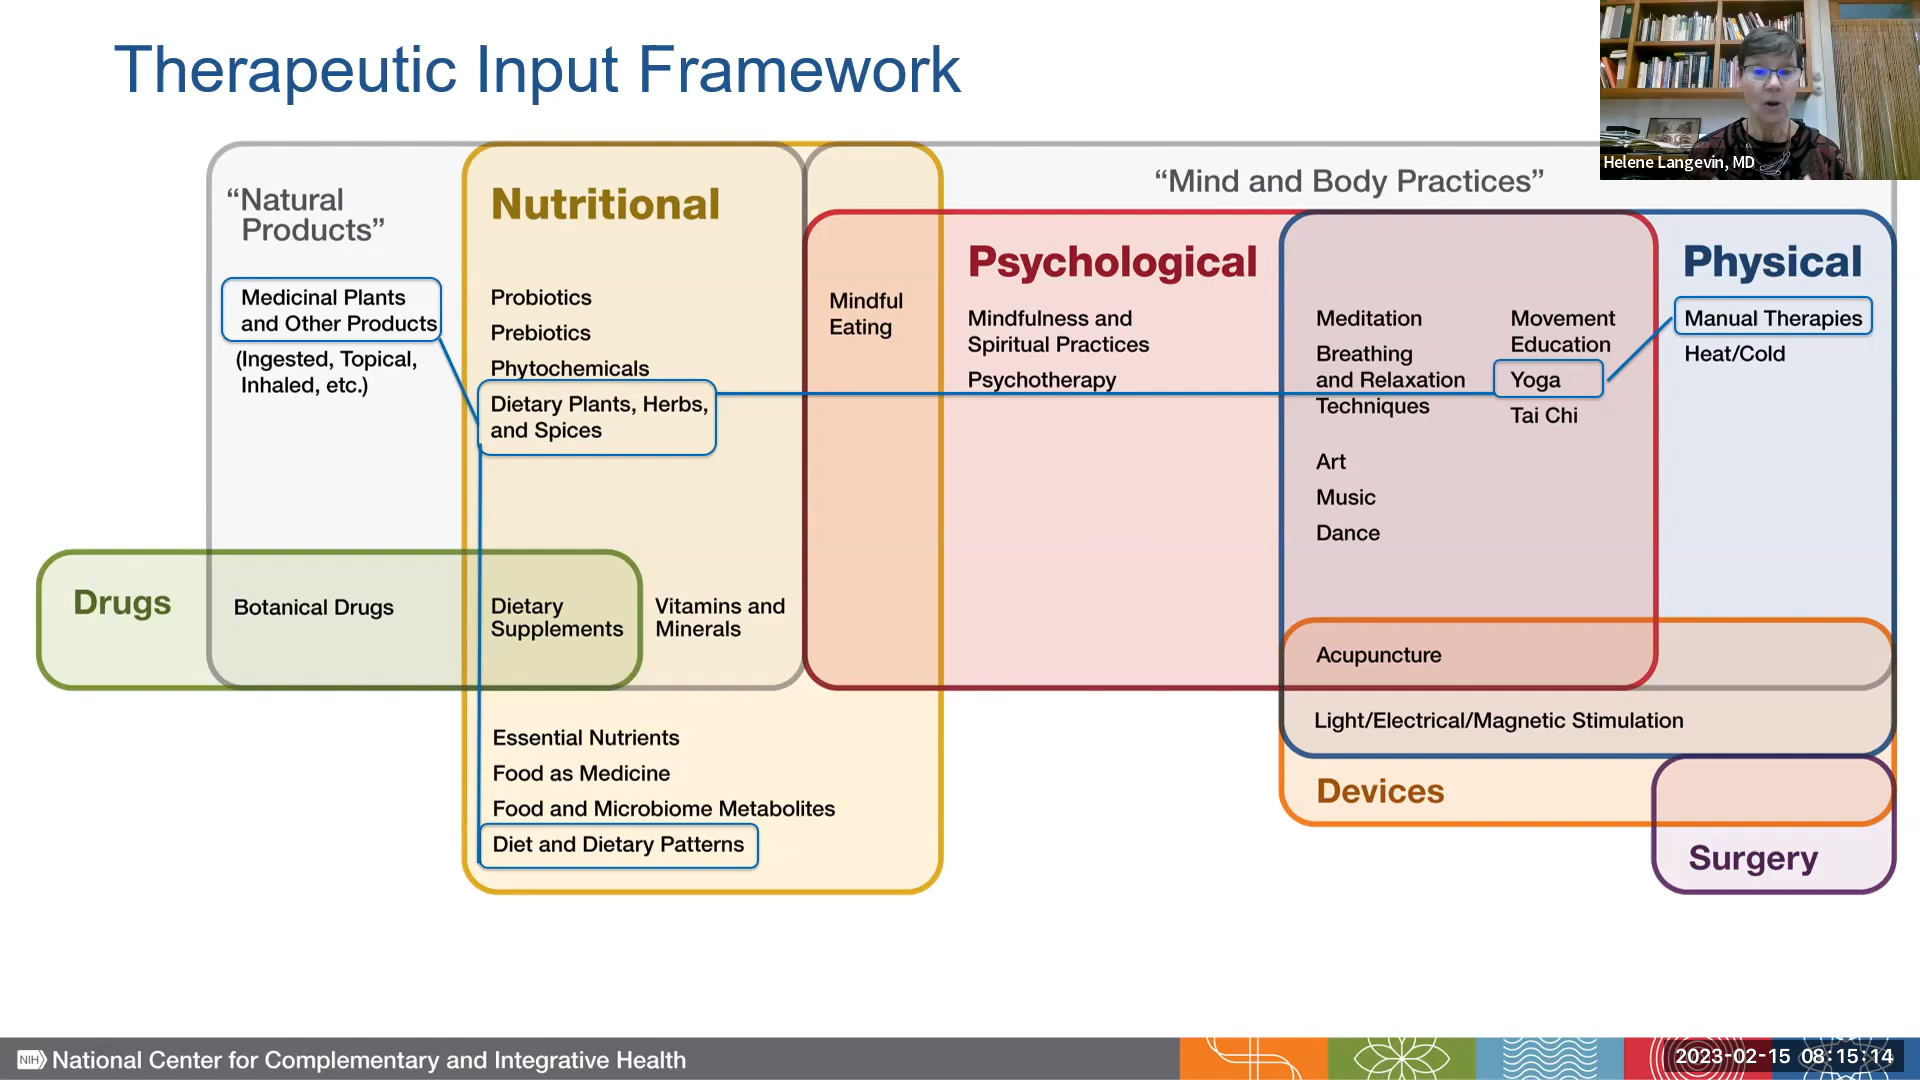 Therapeutic Input Framework
Helene Langevin, MD
“Natural
Products”
Nutritional
“Mind and Body Practices”
Psychological
Physical
Medicinal Plants
and Other Products
(Ingested, Topical,
Inhaled, etc.)
Probiotics
Prebiotics
Phytochemicals
Dietary Plants, Herbs,
and Spices
Mindful
Eating
Mindfulness and
Spiritual Practices
Psychotherapy
Meditation
Breathing
and Relaxation
Techniques
Art
Music
Dance
Movement
Education
Yoga
Tai Chi
Manual Therapies
Heat/Cold
Drugs
Botanical Drugs
Dietary
Supplements
Vitamins and
Minerals
Acupuncture
Light/Electrical/Magnetic Stimulation
Essential Nutrients
Food as Medicine
Food and Microbiome Metabolites
Diet and Dietary Patterns
Devices
Surgery
NIH National Center for Complementary and Integrative Health
2023-02-15 08:15:14